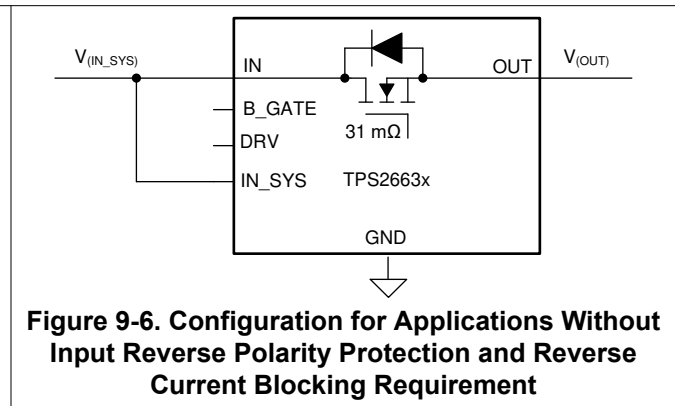 V(IN_SYS)
IN
OUT
V(OUT)
B_GATE
31 mΩ
DRV
IN_SYS
TPS2663x
GND
Figure 9-6. Configuration for Applications Without
Input Reverse Polarity Protection and Reverse
Current Blocking Requirement